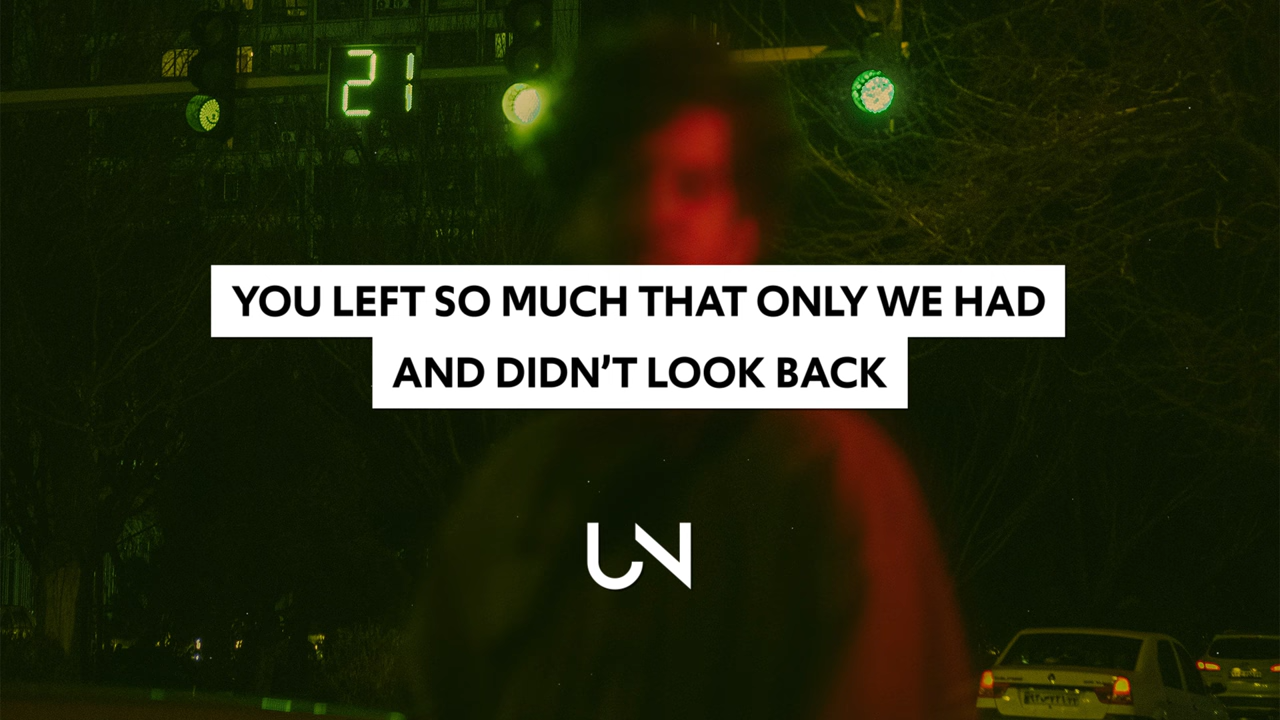 21
YOU LEFT SO MUCH THAT ONLY WE HAD
AND DIDN’T LOOK BACK
UN